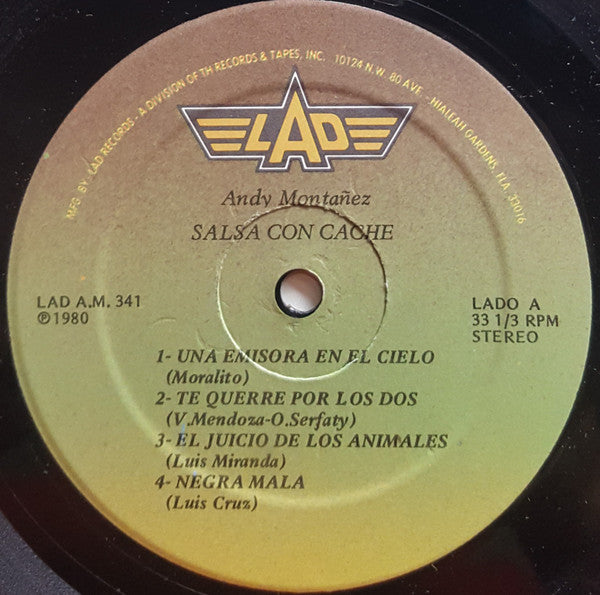 MFG. BY: LAD RECORDS - A DIVISION OF TH RECORDS & TAPES, INC. 10124 N.W. 80 AVE. - HIALEAH GARDENS, FLA. 33016
LAD
Andy Montañez
SALSA CON CACHE
LAD A.M. 341
℗1980
LADO A
33 1/3 RPM
STEREO
1- UNA EMISORA EN EL CIELO
(Moralito)
2- TE QUERRE POR LOS DOS
(V.Mendoza-O.Serfaty)
3- EL JUICIO DE LOS ANIMALES
(Luis Miranda)
4- NEGRA MALA
(Luis Cruz)